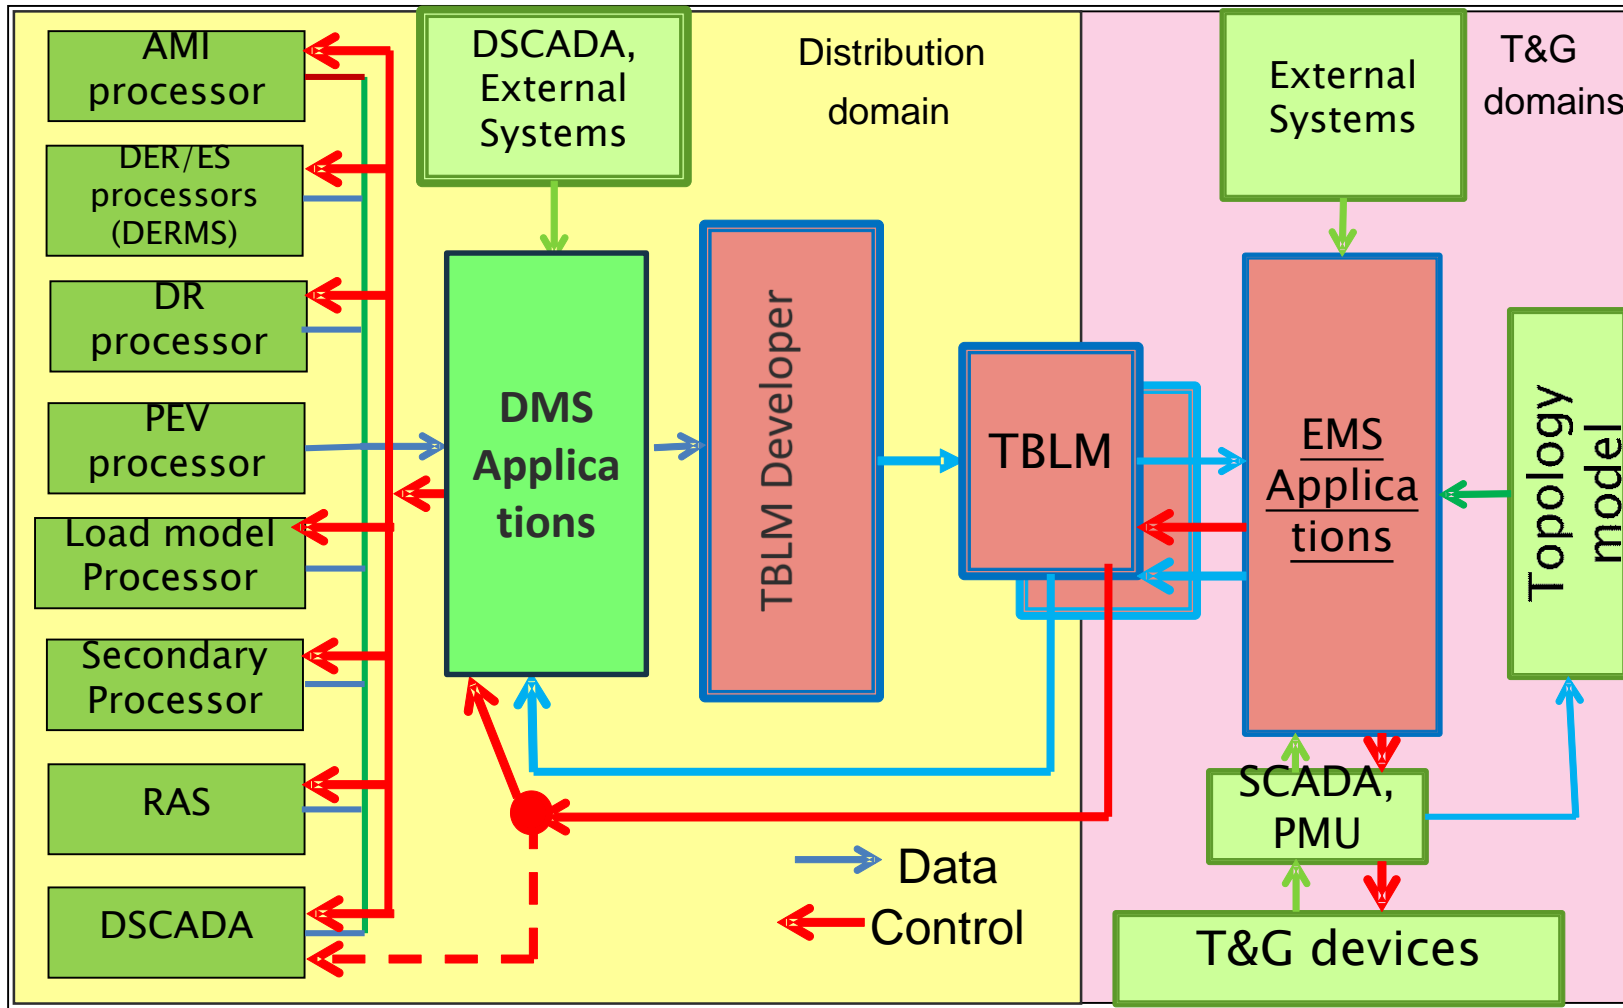 AMI
processor
DER/ES
processors
(DERMS)
DR
processor
PEV
processor
Load model
Processor
Secondary
Processor
RAS
DSCADA
DSCADA,
External
Systems
Distribution
domain
DMS
Applica
tions
TBLM Developer
TBLM
Data
Control
T&G
domains
External
Systems
EMS
Applica
tions
Topology
model
SCADA,
PMU
T&G devices